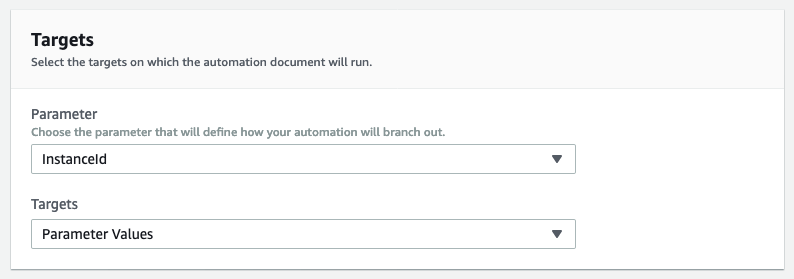 Targets
Select the targets on which the automation document will run.
Parameter
Choose the parameter that will define how your automation will branch out.
InstanceId
Targets
Parameter Values